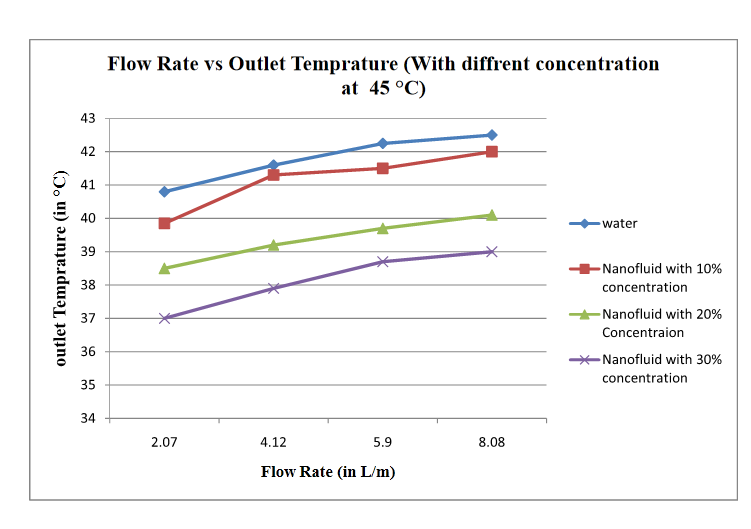 Flow Rate vs Outlet Temprature (With diffrent concentration
at 45 °C)
43
42
41
40
39
38
37
36
35
34
outlet Temprature (in °C)
2.07 4.12 5.9 8.08
Flow Rate (in L/m)
water
Nanofluid with 10%
concentration
Nanofluid with 20%
Concentraion
Nanofluid with 30%
concentration